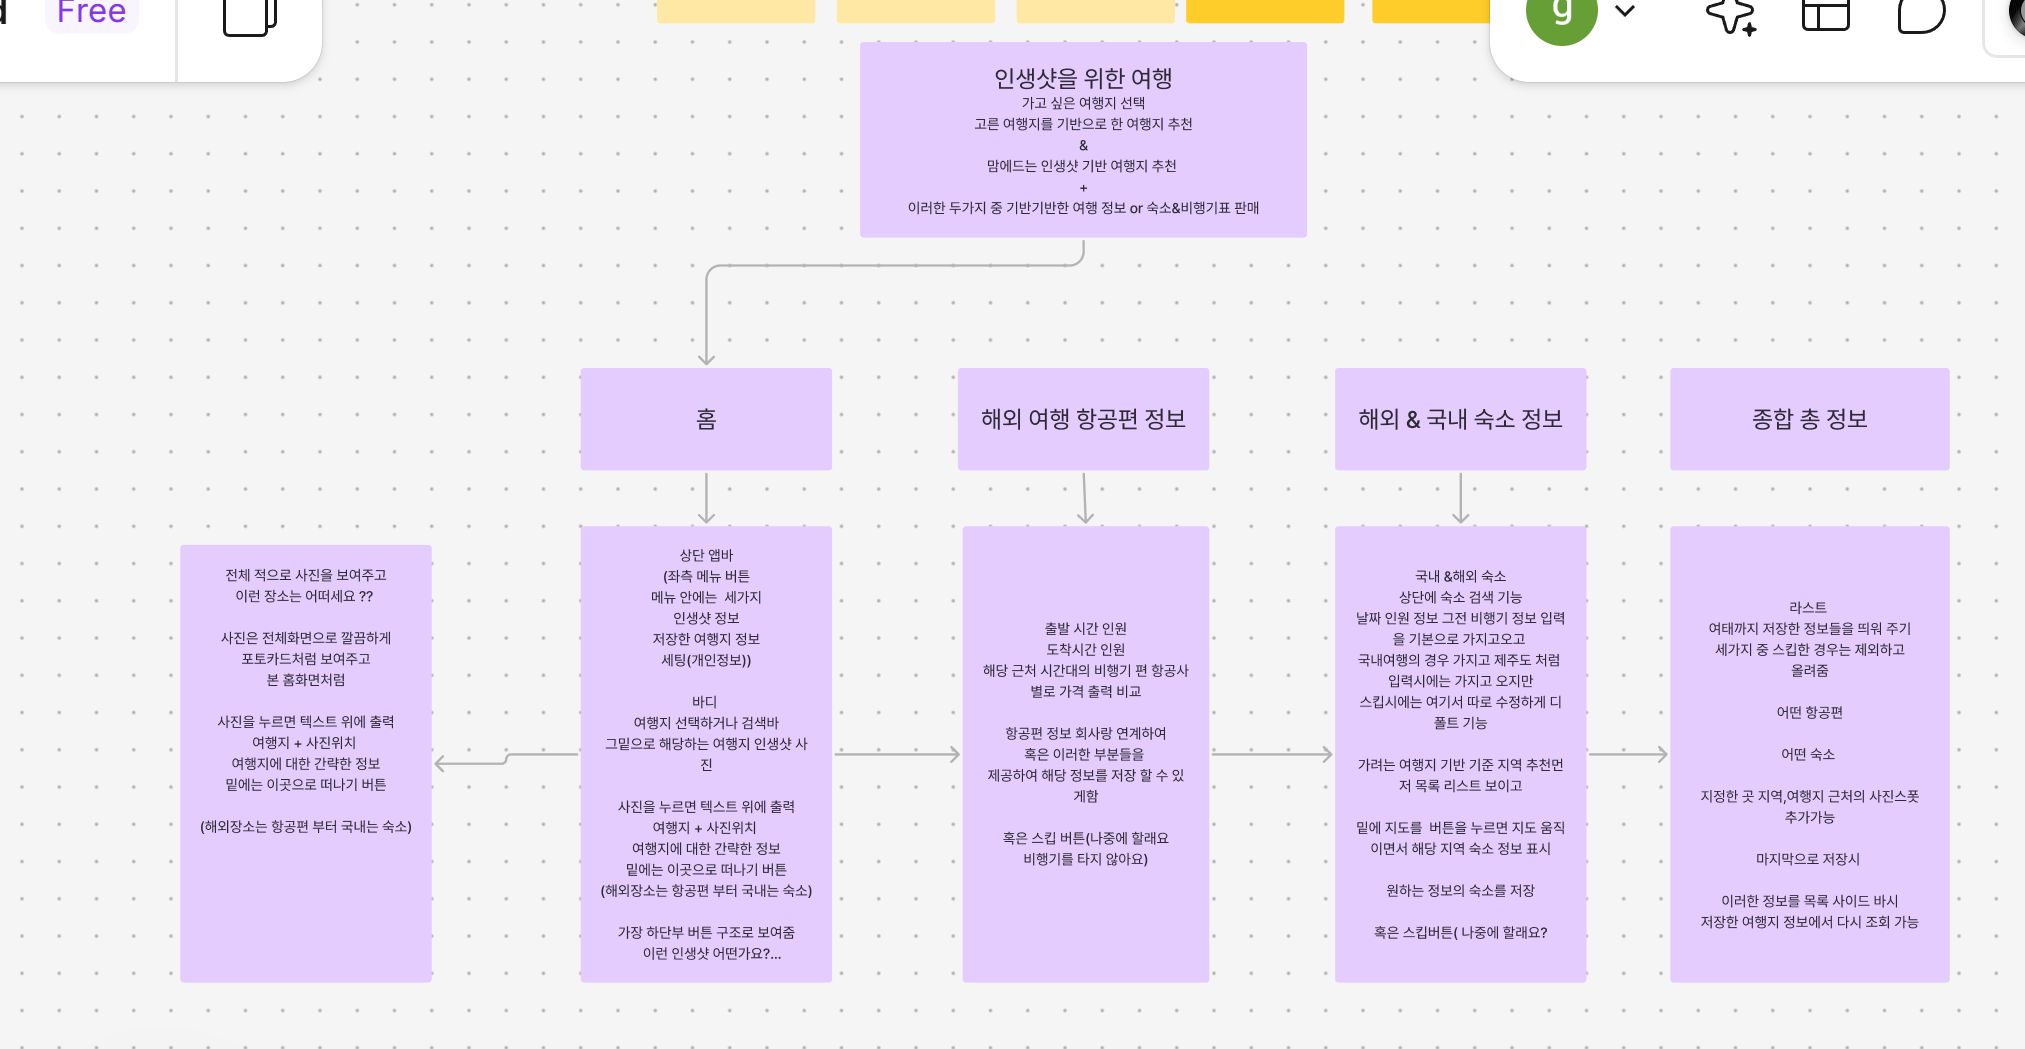 d
Free
g
인생샷을 위한 여행
가고 싶은 여행지 선택
고른 여행지를 기반으로 한 여행지 추천
&
맘에드는 인생샷 기반 여행지 추천
+
이러한 두가지 중 기반기반한 여행 정보 or 숙소&비행기표 판매
홈
해외 여행 항공편 정보
해외 & 국내 숙소 정보
종합 총 정보
전체 적으로 사진을 보여주고
이런 장소는 어떠세요 ??
사진은 전체화면으로 깔끔하게
포토카드처럼 보여주고
본 홈화면처럼
사진을 누르면 텍스트 위에 출력
여행지 + 사진위치
여행지에 대한 간략한 정보
밑에는 이곳으로 떠나기 버튼
(해외장소는 항공편 부터 국내는 숙소)
상단 앱바
(좌측 메뉴 버튼
메뉴 안에는 세가지
인생샷 정보
저장한 여행지 정보
세팅(개인정보))
바디
여행지 선택하거나 검색바
그밑으로 해당하는 여행지 인생샷 사
진
사진을 누르면 텍스트 위에 출력
여행지 + 사진위치
여행지에 대한 간략한 정보
밑에는 이곳으로 떠나기 버튼
(해외장소는 항공편 부터 국내는 숙소)
가장 하단부 버튼 구조로 보여줌
이런 인생샷 어떤가요?...
출발 시간 인원
도착시간 인원
해당 근처 시간대의 비행기 편 항공사
별로 가격 출력 비교
항공편 정보 회사랑 연계하여
혹은 이러한 부분들을
제공하여 해당 정보를 저장 할 수 있
게함
혹은 스킵 버튼(나중에 할래요
비행기를 타지 않아요)
국내 &해외 숙소
상단에 숙소 검색 기능
날짜 인원 정보 그전 비행기 정보 입력
을 기본으로 가지고오고
국내여행의 경우 가지고 제주도 처럼
입력시에는 가지고 오지만
스킵시에는 여기서 따로 수정하게 디
폴트 기능
가려는 여행지 기반 기준 지역 추천먼
저 목록 리스트 보이고
밑에 지도를 버튼을 누르면 지도 움직
이면서 해당 지역 숙소 정보 표시
원하는 정보의 숙소를 저장
혹은 스킵버튼( 나중에 할래요?
라스트
여태까지 저장한 정보들을 띄워 주기
세가지 중 스킵한 경우는 제외하고
올려줌
어떤 항공편
어떤 숙소
지정한 곳 지역,여행지 근처의 사진스폿
추가가능
마지막으로 저장시
이러한 정보를 목록 사이드 바시
저장한 여행지 정보에서 다시 조회 가능